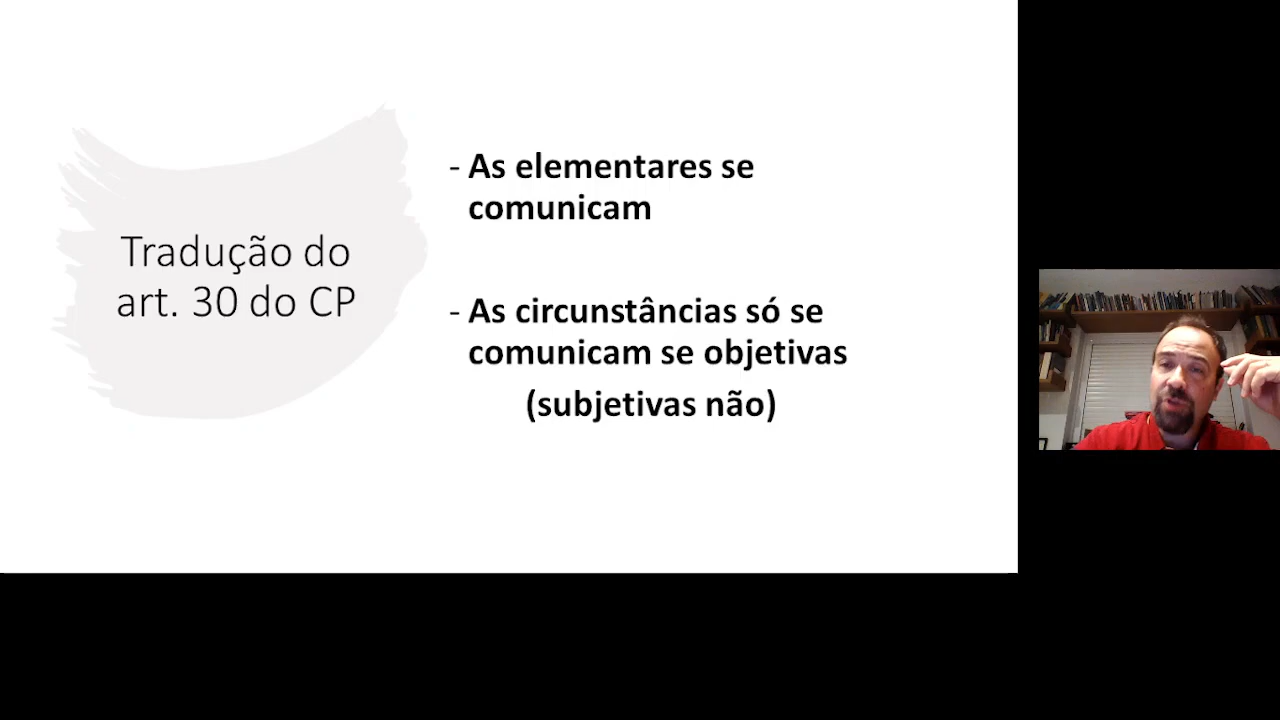 Tradução do
art. 30 do CP
- As elementares se
comunicam
- As circunstâncias só se
comunicam se objetivas
(subjetivas não)